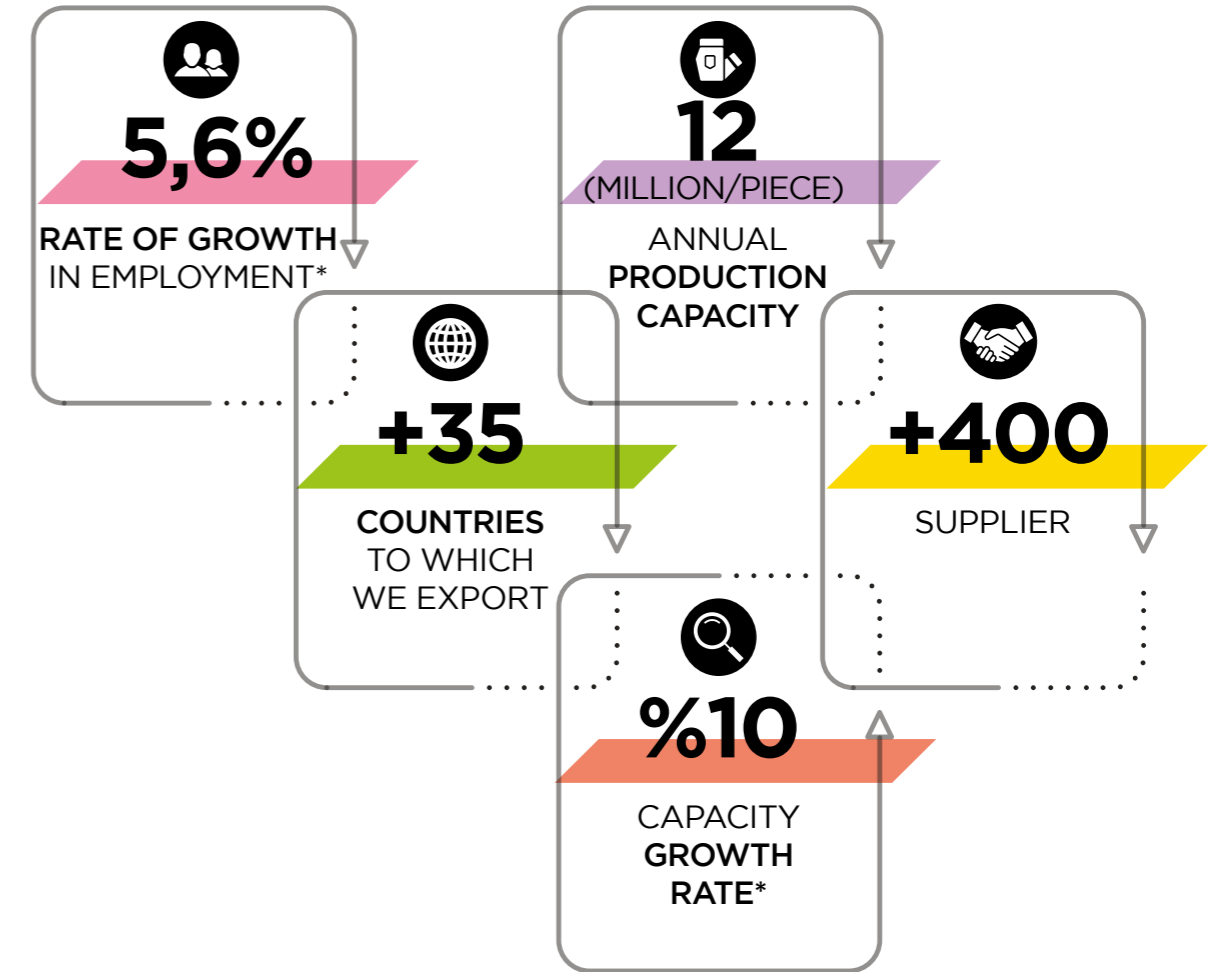 5,6%
RATE OF GROWTH
IN EMPLOYMENT*
12
(MILLION/PIECE)
ANNUAL
PRODUCTION
CAPACITY
+35
COUNTRIES
TO WHICH
WE EXPORT
+400
SUPPLIER
%10
CAPACITY
GROWTH
RATE*